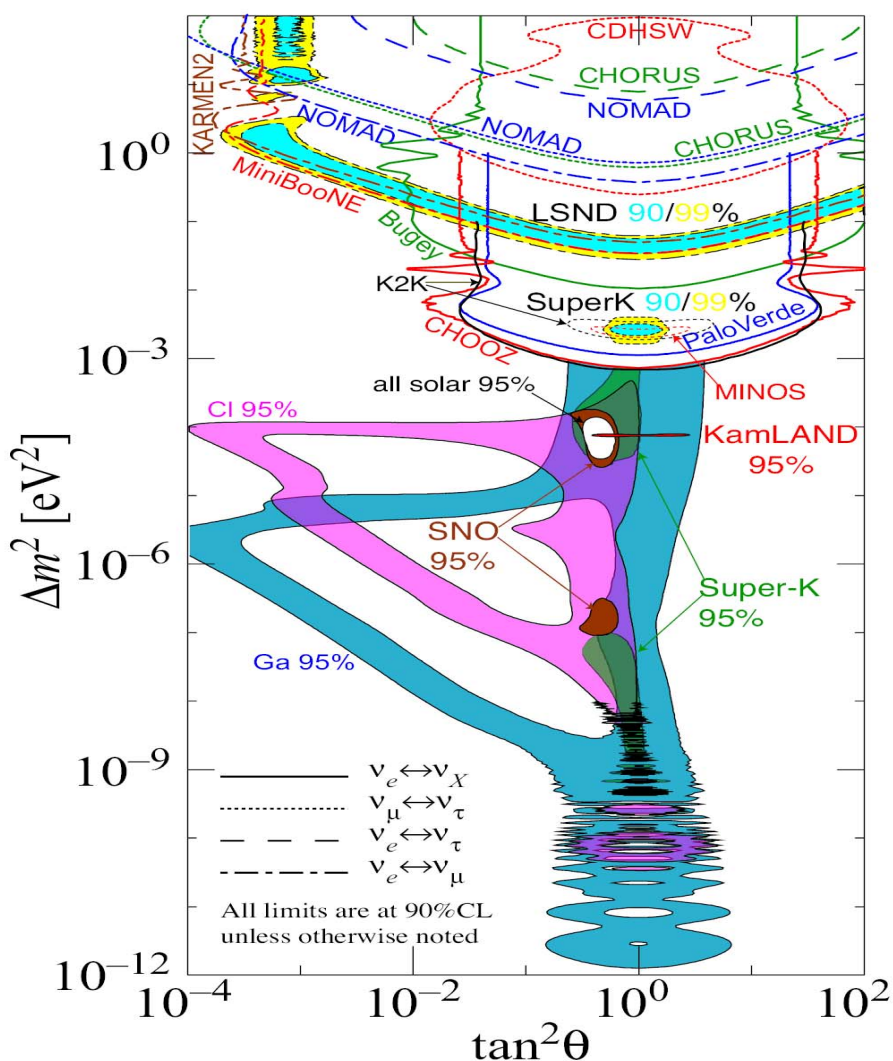 CDHSW
CHORUS
NOMAD
KARMEN2
NOMAD
NOMAD
CHORUS
10⁰
MiniBooNE
LSND 90/99%
Bugey
K2K
SuperK 90/99%
CHOOZ
PaloVerde
10⁻³
all solar 95%
MINOS
Cl 95%
KamLAND
95%
Δm² [eV²]
SNO
95%
10⁻⁶
Super-K
95%
Ga 95%
10⁻⁹
νe↔νX
νμ↔ντ
νe↔ντ
νe↔νμ
All limits are at 90%CL
unless otherwise noted
10⁻¹²
10⁻⁴ 10⁻² 10⁰ 10²
tan²θ